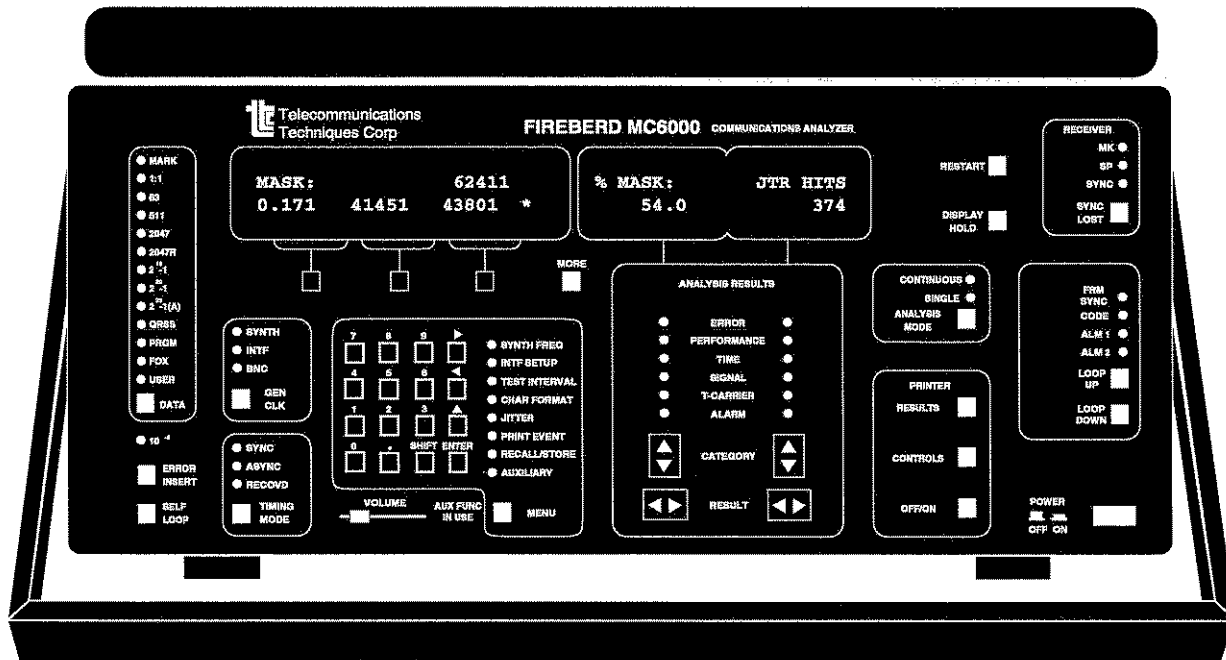 Telecommunications
Techniques Corp
FIREBERD MC6000 COMMUNICATIONS ANALYZER
MASK: 62411
0.171 41451 43801 *
% MASK: JTR HITS
54.0 374
MORE
MARK
1:1
63
511
2047
2047R
QRSS
PRGM
FOX
USER
DATA
10⁻⁴
ERROR
INSERT
SELF
LOOP
SYNTH
INTF
BNC
GEN
CLK
SYNC
ASYNC
RECOVD
TIMING
MODE
7 8 9 ▶
4 5 6 ◀
1 2 3 ▲
0 . SHIFT ENTER
SYNTH FREQ
INTF SETUP
TEST INTERVAL
CHAR FORMAT
JITTER
PRINT EVENT
RECALL/STORE
AUXILIARY
VOLUME
AUX FUNC
IN USE
MENU
ANALYSIS RESULTS
ERROR
PERFORMANCE
TIME
SIGNAL
T-CARRIER
ALARM
CATEGORY
RESULT
RESTART
DISPLAY
HOLD
CONTINUOUS
SINGLE
ANALYSIS
MODE
PRINTER
RESULTS
CONTROLS
OFF/ON
RECEIVER
MK
SP
SYNC
SYNC
LOST
FRM
SYNC
CODE
ALM 1
ALM 2
LOOP
UP
LOOP
DOWN
POWER
OFF ON